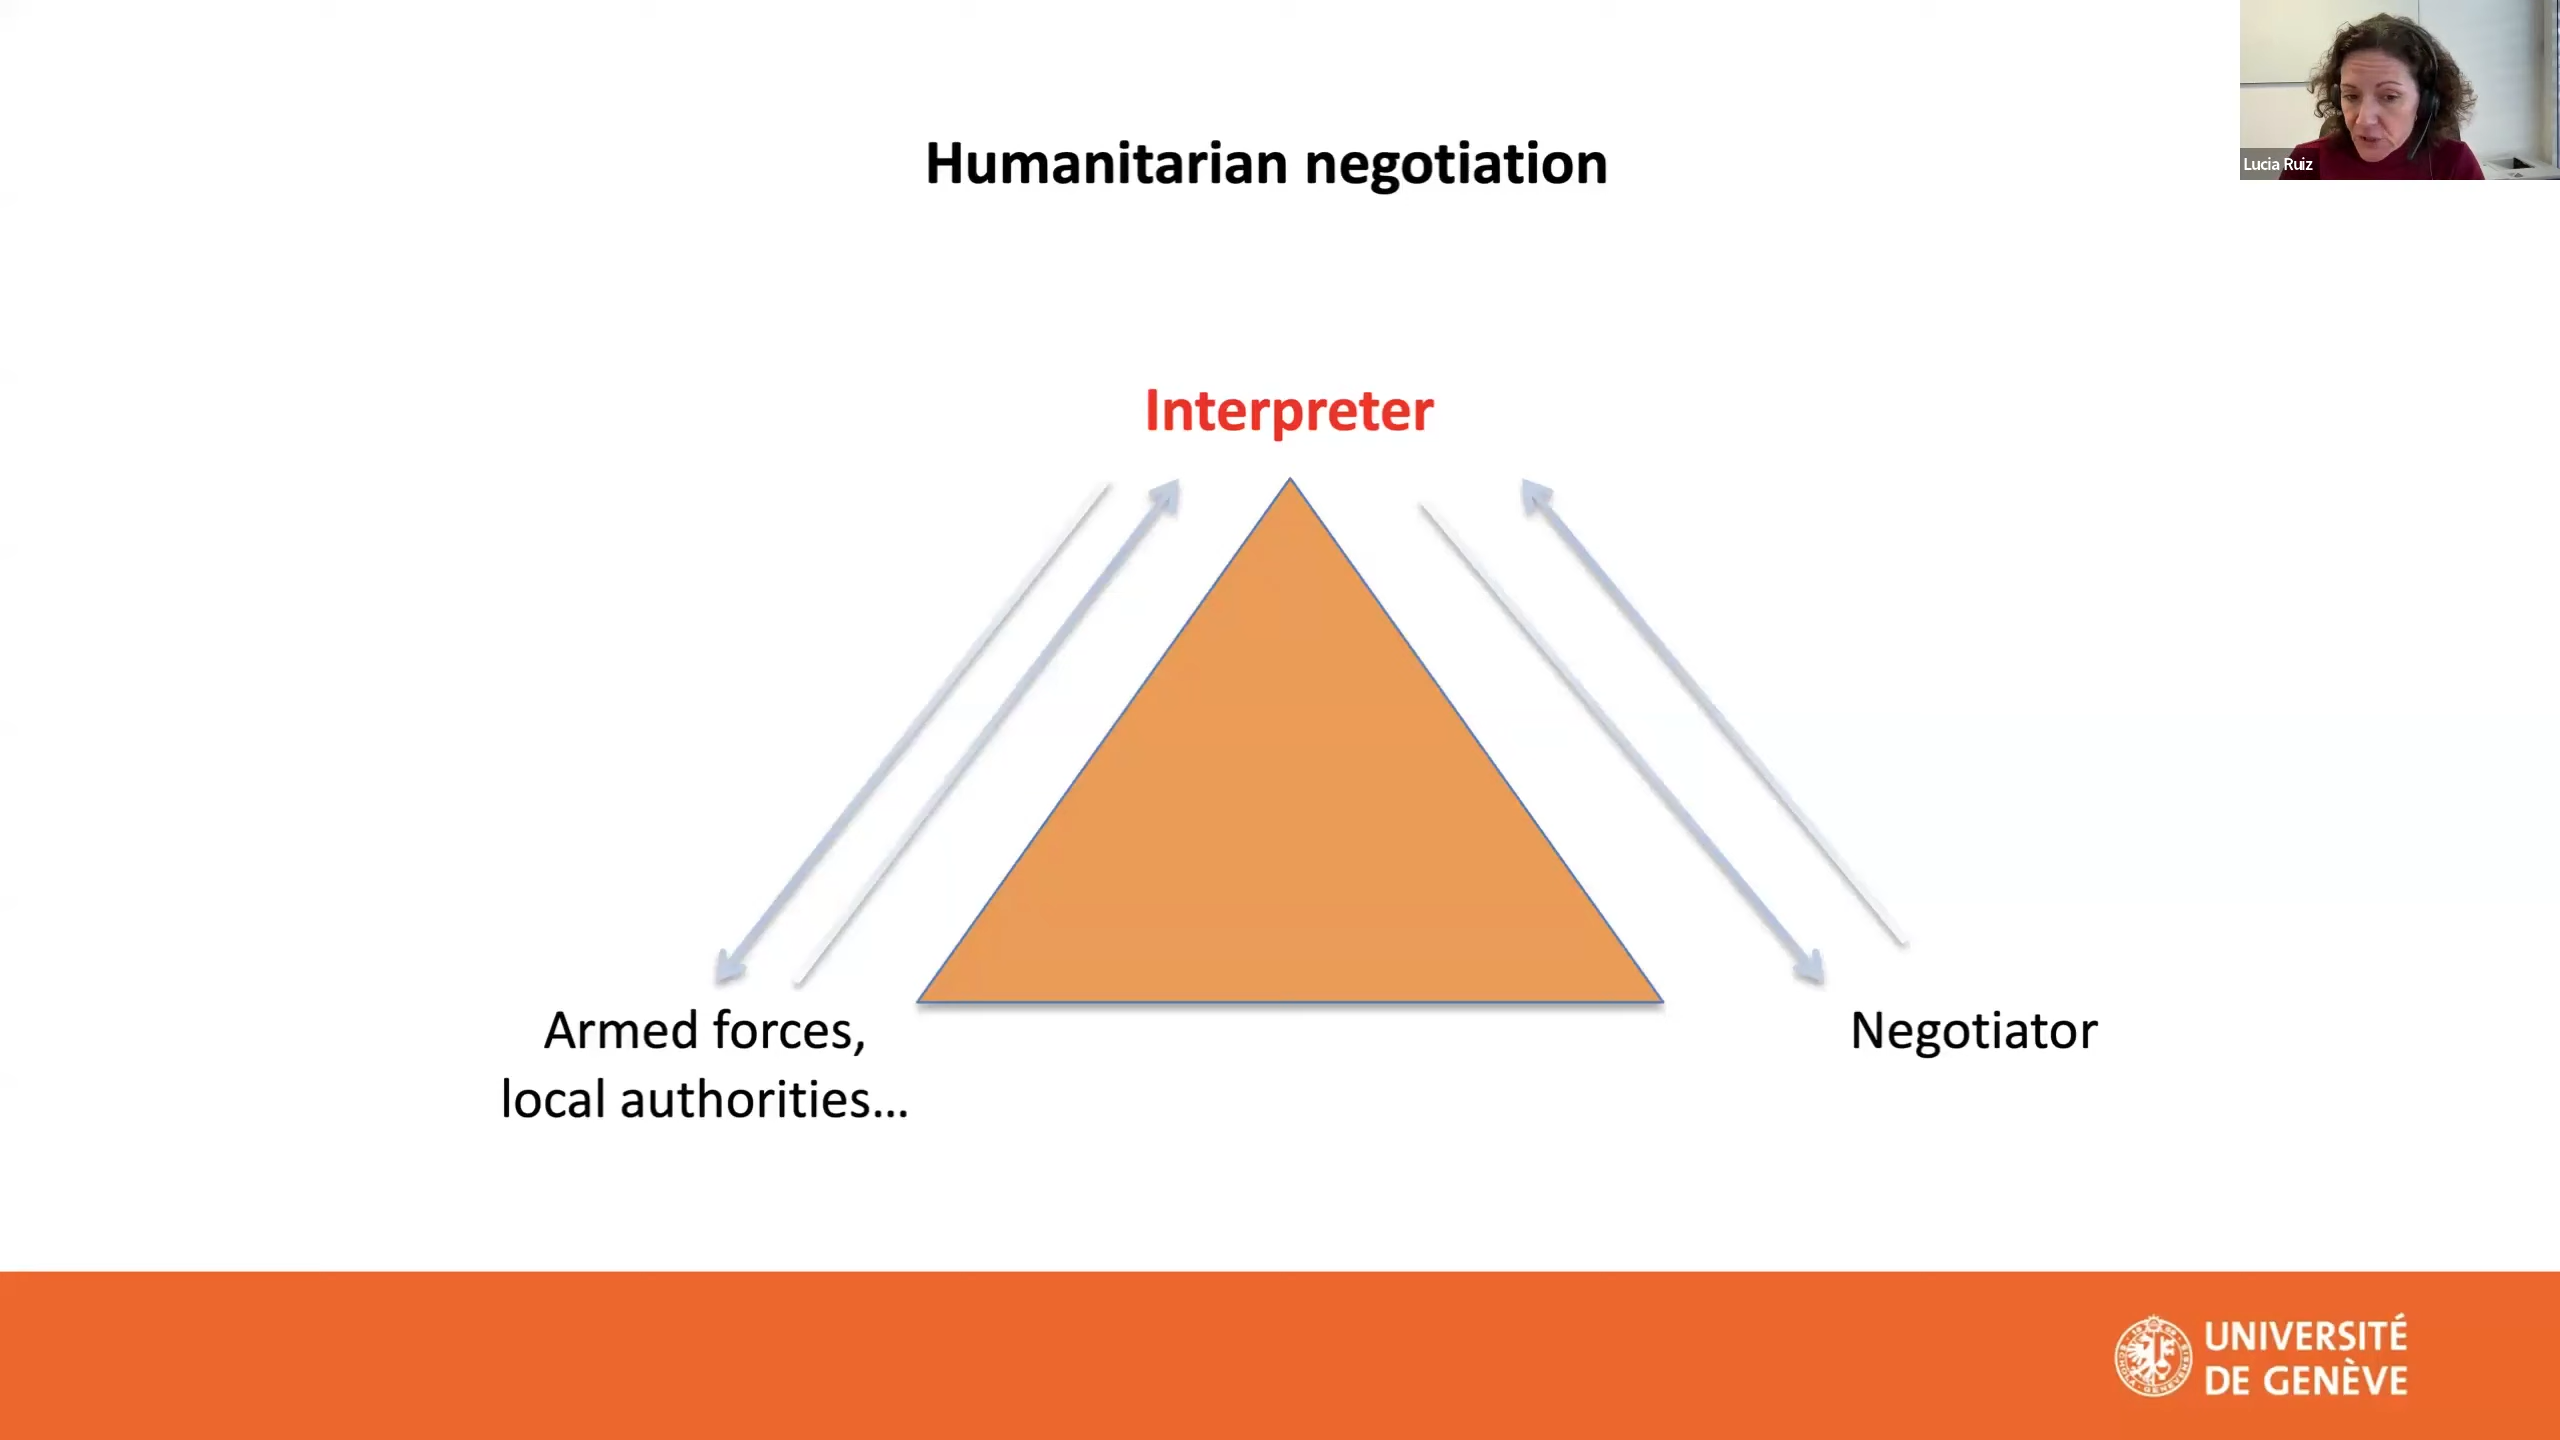 Humanitarian negotiation
Lucia Ruiz
Interpreter
Armed forces,
local authorities...
Negotiator
UNIVERSITÉ
DE GENÈVE